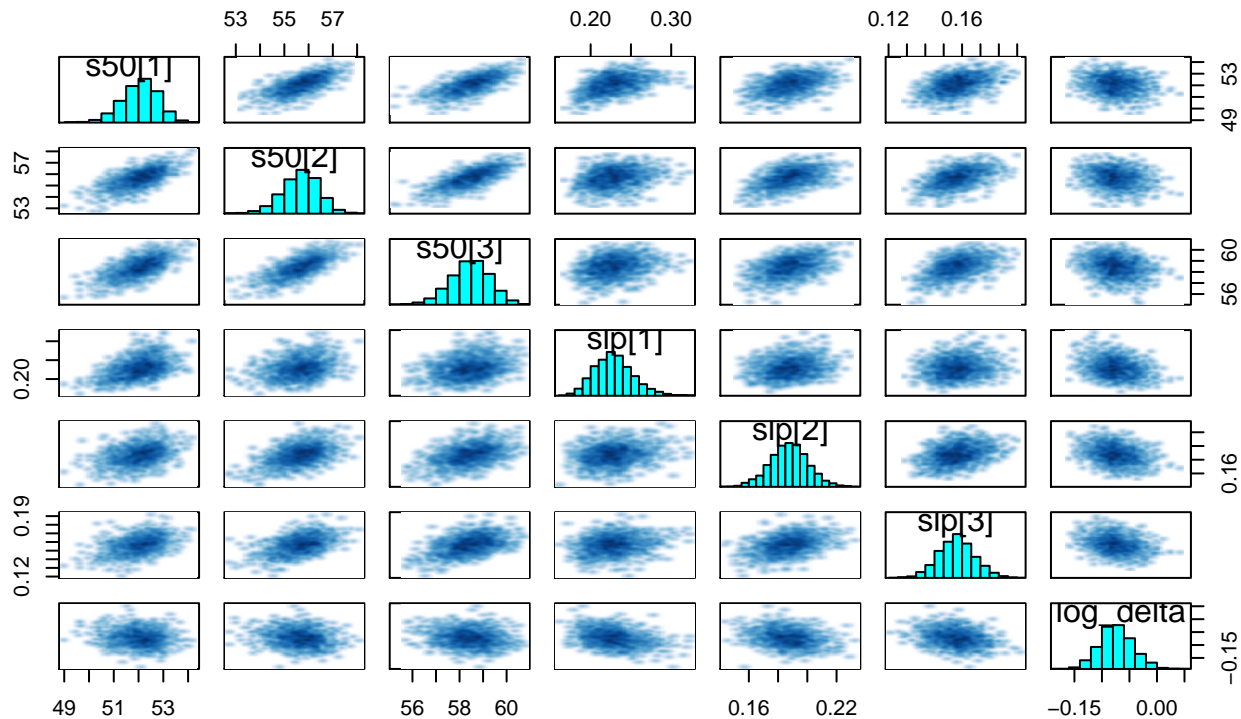 53 55 57 0.20 0.30 0.12 0.16
s50[1] 49 53
53 57 s50[2]
s50[3] 56 60
0.20 slp[1]
slp[2] 0.16
0.12 0.19 slp[3]
log_delta −0.15
49 51 53 56 60 0.16 0.22 −0.15 0.00